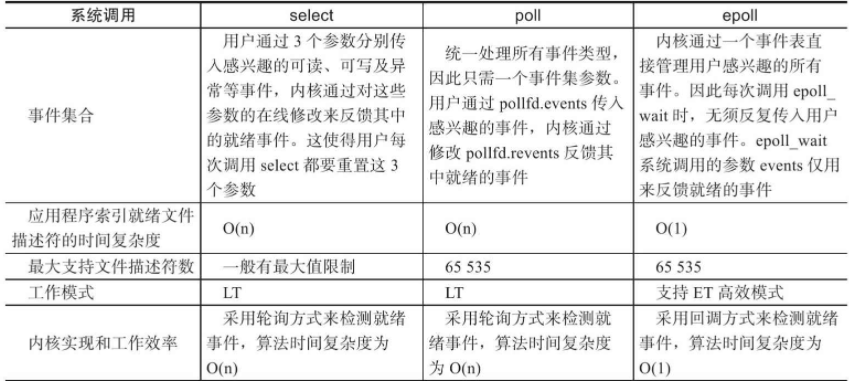 系统调用 select poll epoll
事件集合
用户通过 3 个参数分别传
入感兴趣的可读、可写及异
常等事件，内核通过对这些
参数的在线修改来反馈其中
的就绪事件。这使得用户每
次调用 select 都要重置这 3
个参数
统一处理所有事件类型，
因此只需一个事件集参数。
用户通过 pollfd.events 传入
感兴趣的事件，内核通过
修改 pollfd.revents 反馈其
中就绪的事件
内核通过一个事件表直
接管理用户感兴趣的所有
事件。因此每次调用 epoll_
wait 时，无须反复传入用户
感兴趣的事件。epoll_wait
系统调用的参数 events 仅用
来反馈就绪的事件
应用程序索引就绪文件
描述符的时间复杂度
O(n) O(n) O(1)
最大支持文件描述符数 一般有最大值限制 65 535 65 535
工作模式 LT LT 支持 ET 高效模式
内核实现和工作效率
采用轮询方式来检测就绪
事件，算法时间复杂度为
O(n)
采用轮询方式来检测就
绪事件，算法时间复杂度
为 O(n)
采用回调方式来检测就绪
事件，算法时间复杂度为
O(1)